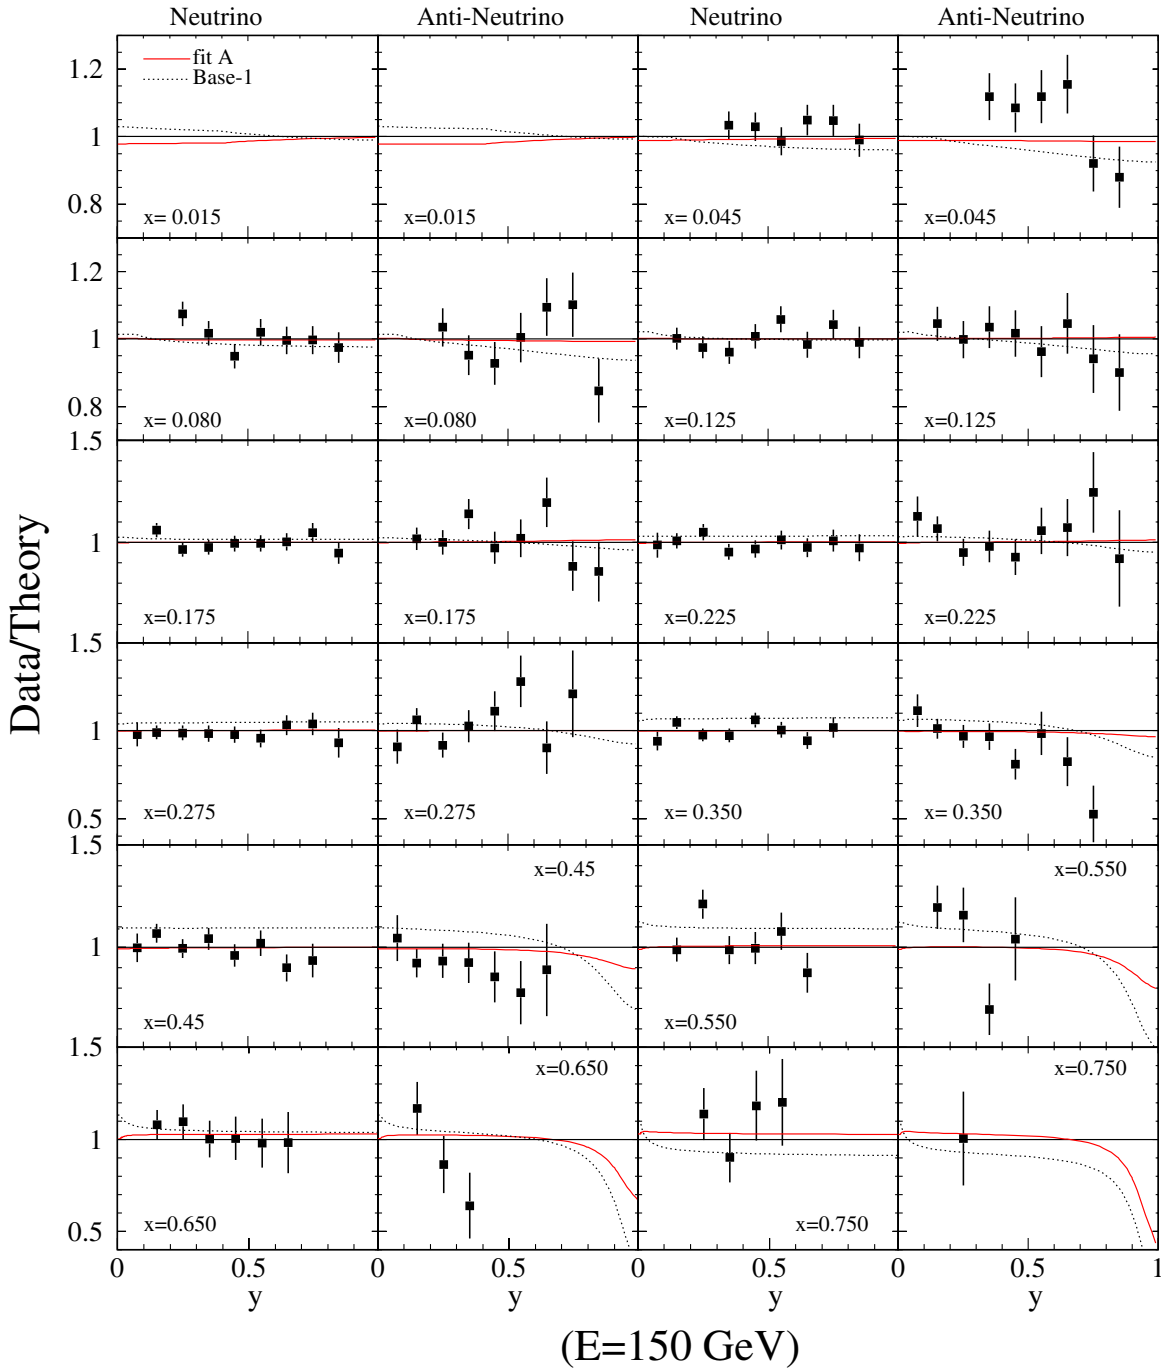 Neutrino Anti-Neutrino Neutrino Anti-Neutrino
fit A
Base-1
1.2
1
0.8
x= 0.015 x=0.015 x= 0.045 x=0.045
1.2
1
0.8
x= 0.080 x=0.080 x=0.125 x=0.125
1.5
1
x=0.175 x=0.175 x=0.225 x=0.225
1.5
1
0.5
x=0.275 x=0.275 x= 0.350 x= 0.350
1.5
x=0.45 x=0.550
1
x=0.45 x=0.550
1.5
x=0.650 x=0.750
1
x=0.650 x=0.750
0.5
0 0.5 0 0.5 0 0.5 0 0.5 1
y y y y
Data/Theory
(E=150 GeV)